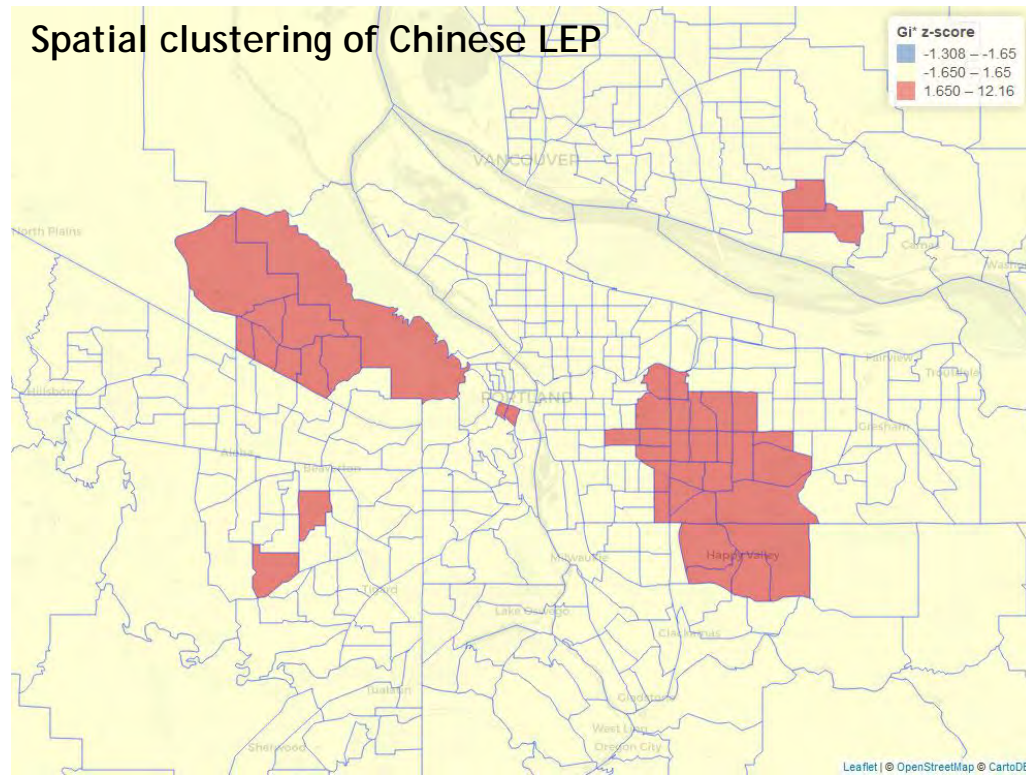 Spatial clustering of Chinese LEP
Gi* z-score
-1.308 – -1.65
-1.650 – 1.65
1.650 – 12.16
VANCOUVER
North Plains
Camas
Fairview
Troutdale
Hillsboro
PORTLAND
Gresham
Aloha
Beaverton
Happy Valley
Milwaukie
Tigard
Lake Oswego
Clackamas
Tualatin
Gladstone
West Linn
Oregon City
Sherwood
Leaflet | © OpenStreetMap © CartoDB